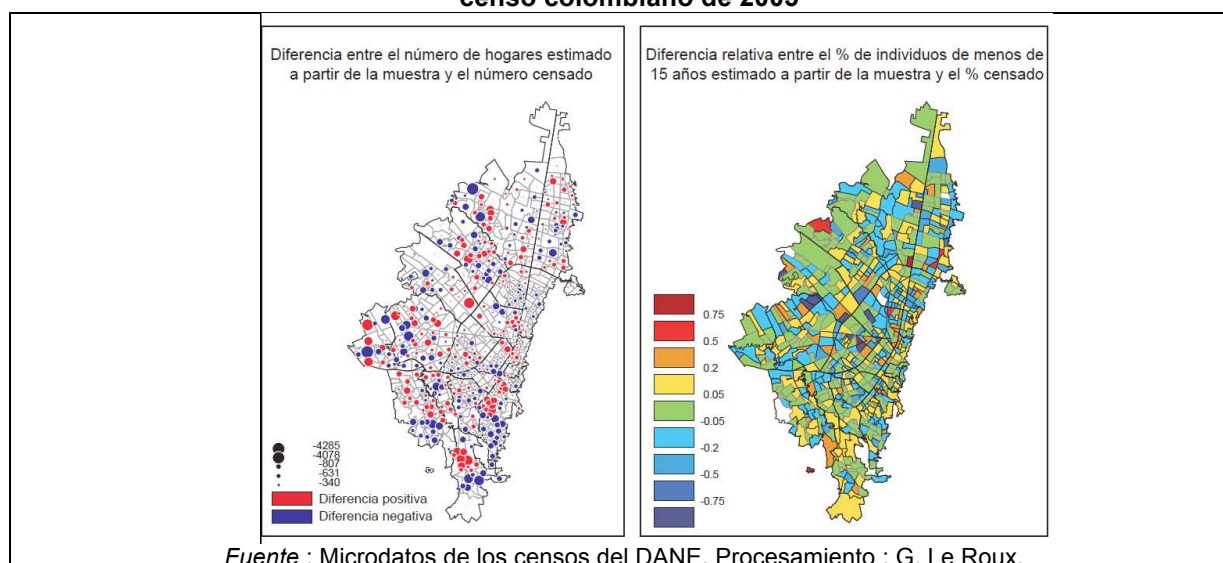 censo colombiano de 2005
Diferencia entre el número de hogares estimado
a partir de la muestra y el número censado
-4285
-4078
-807
-631
-340
Diferencia positiva
Diferencia negativa
Diferencia relativa entre el % de individuos de menos de
15 años estimado a partir de la muestra y el % censado
0.75
0.5
0.2
0.05
-0.05
-0.2
-0.5
-0.75
Fuente : Microdatos de los censos del DANE. Procesamiento : G. Le Roux.